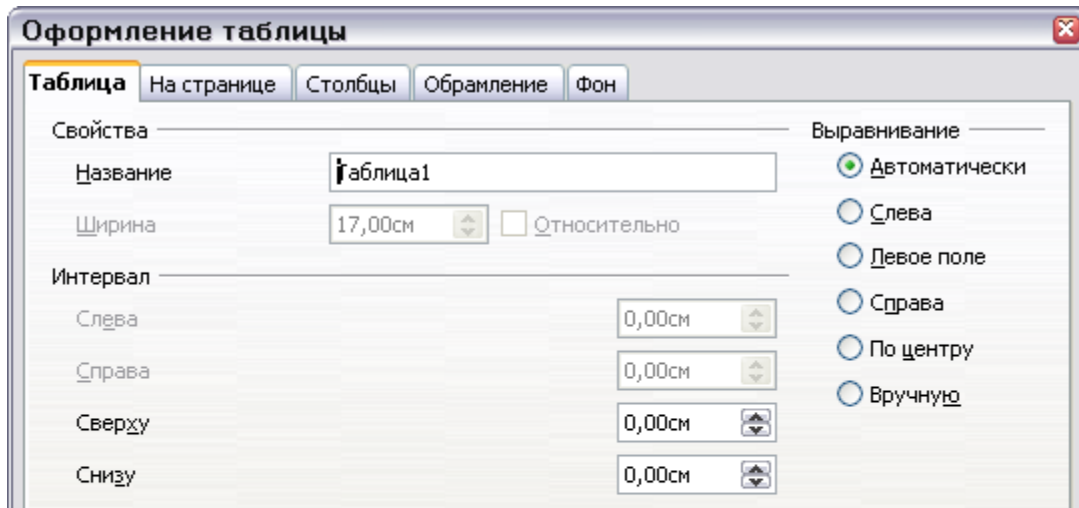 Оформление таблицы
Таблица На странице Столбцы Обрамление Фон
Свойства
Название Таблица1
Ширина 17,00см Относительно
Интервал
Слева 0,00см
Справа 0,00см
Сверху 0,00см
Снизу 0,00см
Выравнивание
Автоматически
Слева
Левое поле
Справа
По центру
Вручную